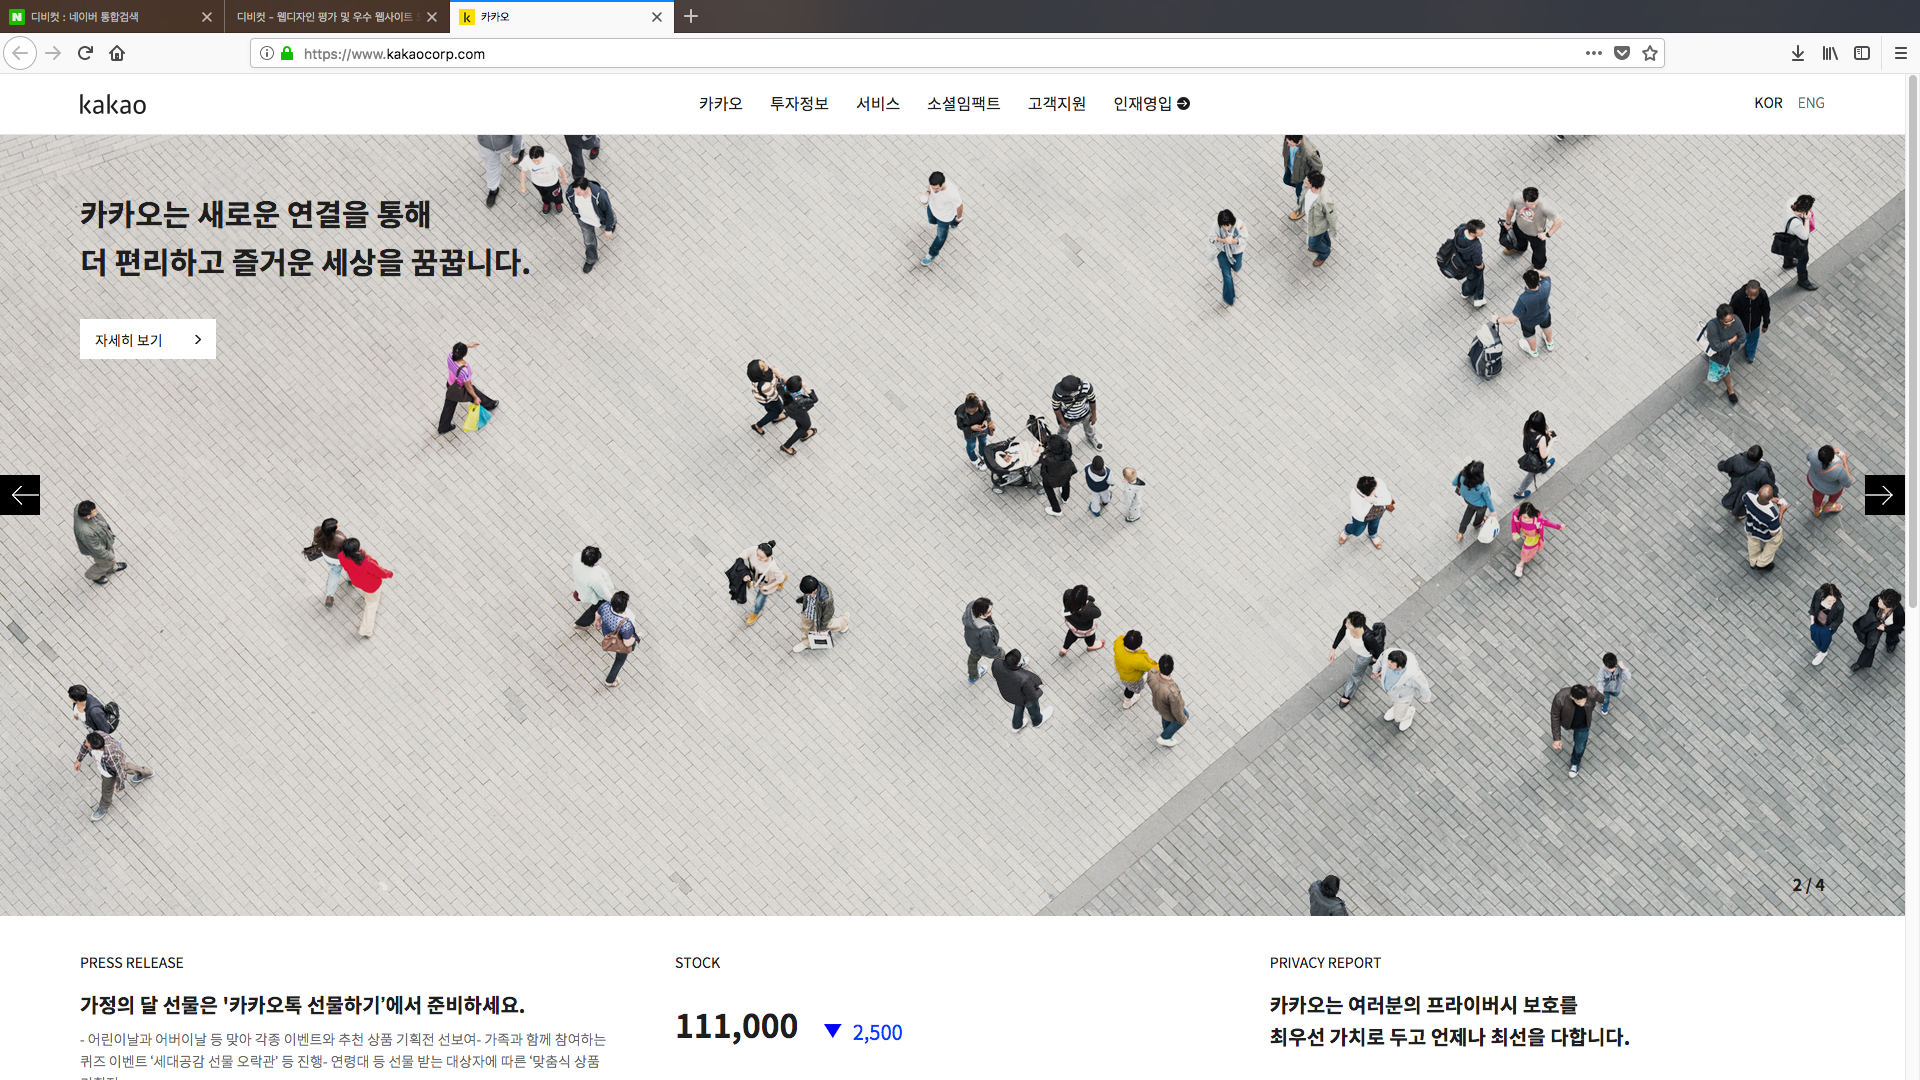 디비컷 : 네이버 통합검색
디비컷 - 웹디자인 평가 및 우수 웹사이트
카카오
https://www.kakaocorp.com
kakao
카카오
투자정보
서비스
소셜임팩트
고객지원
인재영입
KOR
ENG
카카오는 새로운 연결을 통해
더 편리하고 즐거운 세상을 꿈꿉니다.
자세히 보기
2 / 4
PRESS RELEASE
가정의 달 선물은 '카카오톡 선물하기’에서 준비하세요.
- 어린이날과 어버이날 등 맞아 각종 이벤트와 추천 상품 기획전 선보여- 가족과 함께 참여하는
퀴즈 이벤트 ‘세대공감 선물 오락관’ 등 진행- 연령대 등 선물 받는 대상자에 따른 ‘맞춤식 상품
STOCK
111,000
▼ 2,500
PRIVACY REPORT
카카오는 여러분의 프라이버시 보호를
최우선 가치로 두고 언제나 최선을 다합니다.